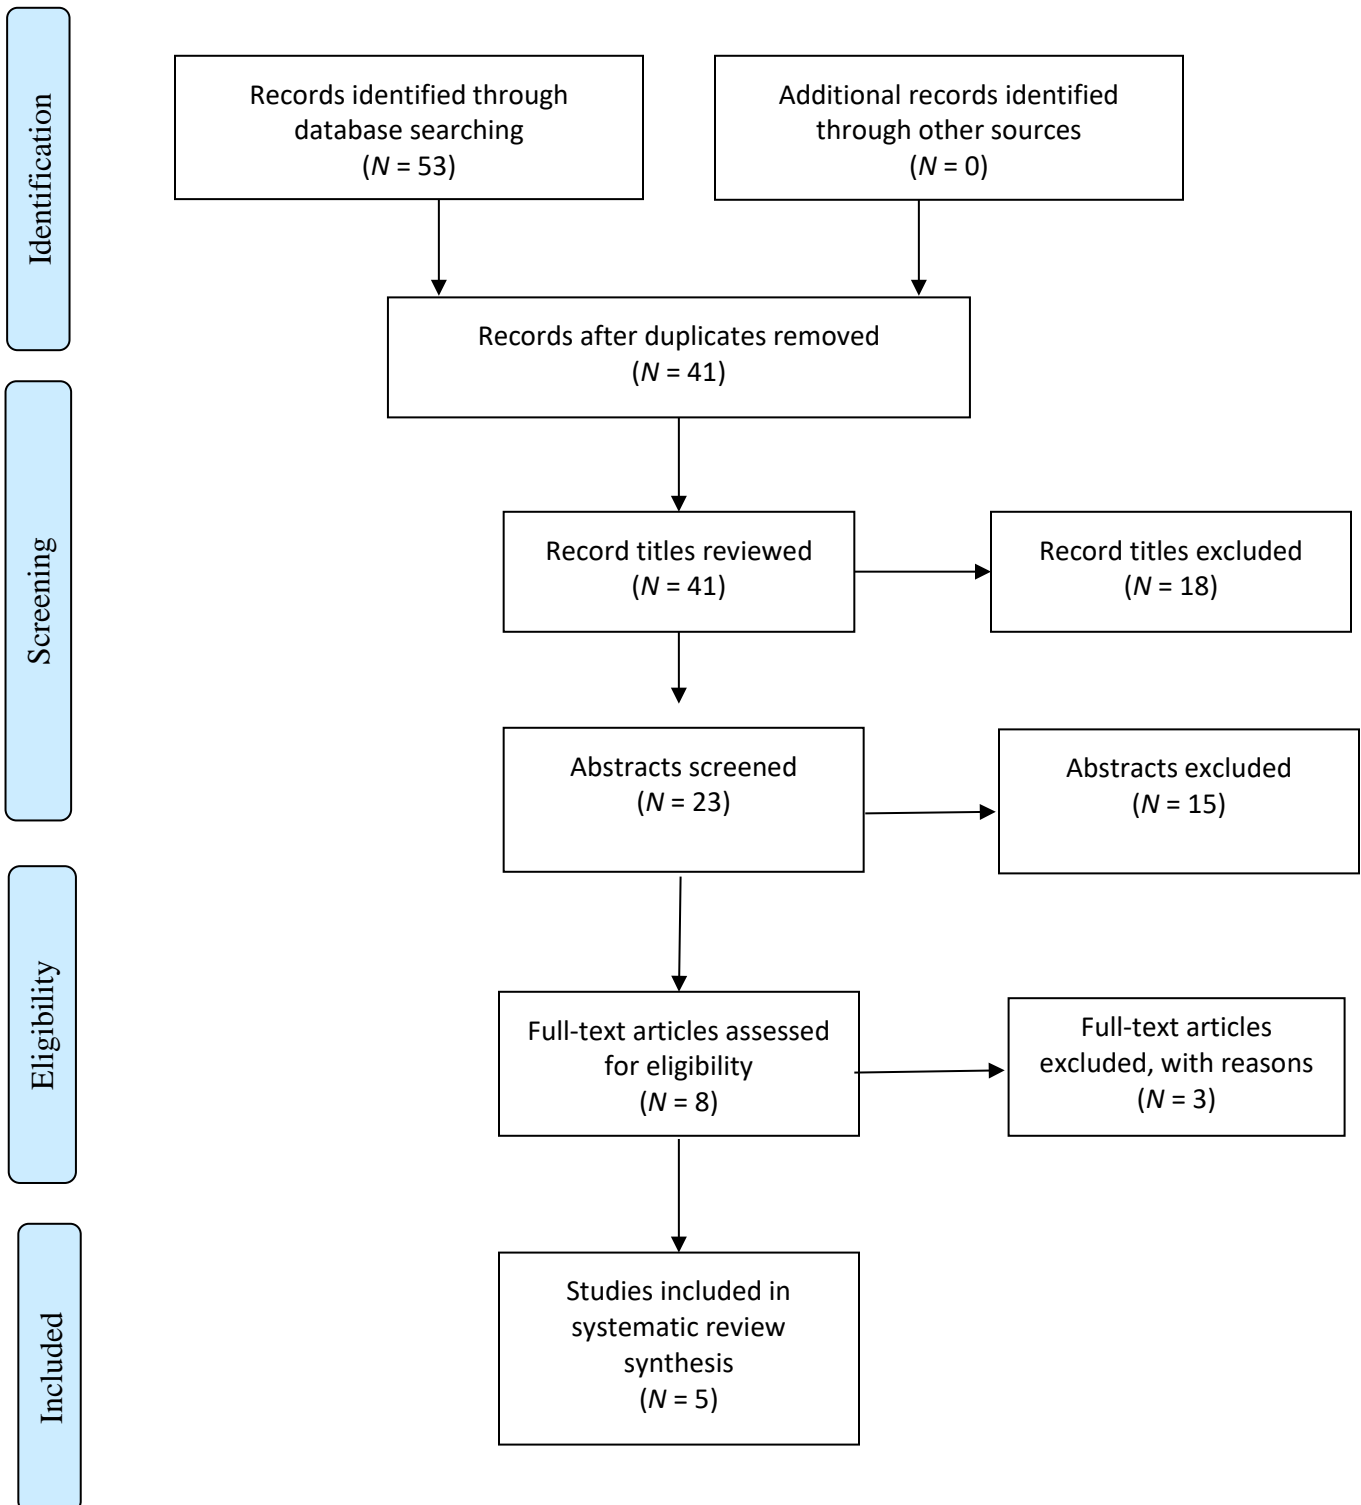 Identification
Records identified through
database searching
(N = 53)
Additional records identified
through other sources
(N = 0)
Records after duplicates removed
(N = 41)
Screening
Record titles reviewed
(N = 41)
Record titles excluded
(N = 18)
Abstracts screened
(N = 23)
Abstracts excluded
(N = 15)
Eligibility
Full-text articles assessed
for eligibility
(N = 8)
Full-text articles
excluded, with reasons
(N = 3)
Included
Studies included in
systematic review
synthesis
(N = 5)